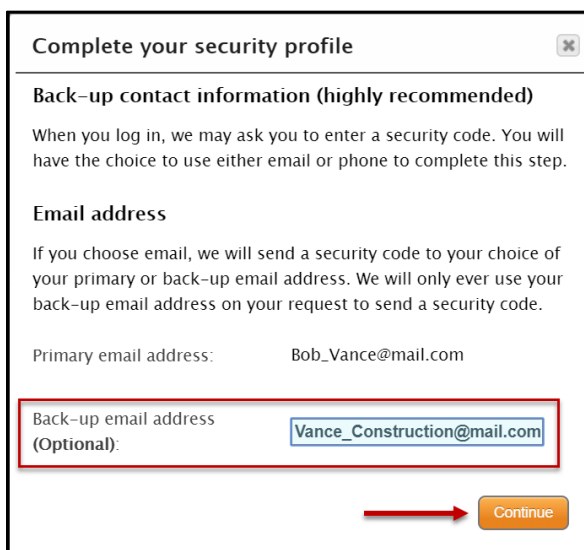 Complete your security profile
Back-up contact information (highly recommended)
When you log in, we may ask you to enter a security code. You will
have the choice to use either email or phone to complete this step.
Email address
If you choose email, we will send a security code to your choice of
your primary or back-up email address. We will only ever use your
back-up email address on your request to send a security code.
Primary email address: Bob_Vance@mail.com
Back-up email address
(Optional): Vance_Construction@mail.com
Continue